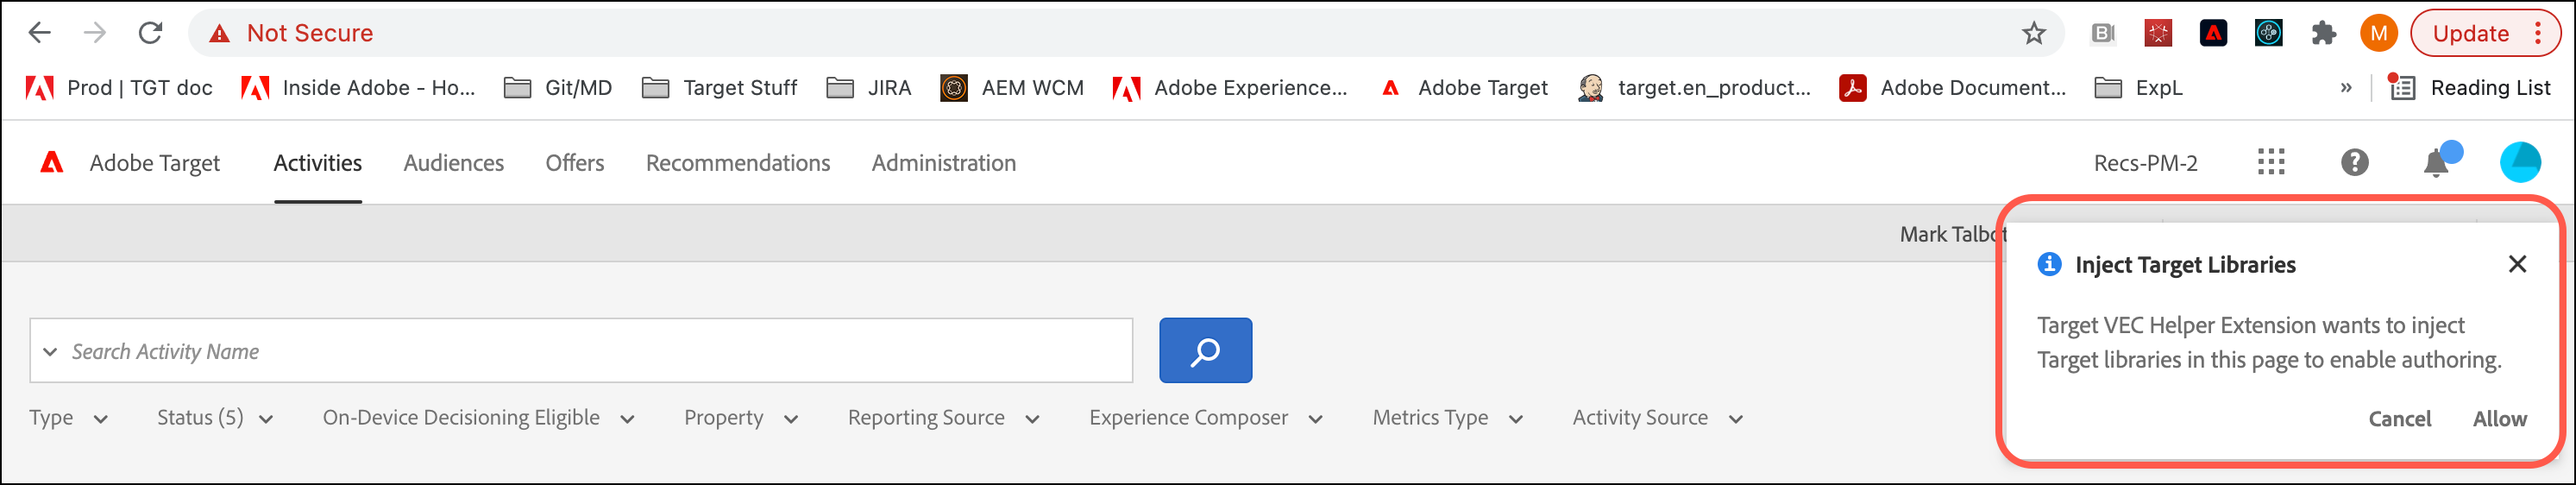 Not Secure
M
Update
Prod | TGT doc
Inside Adobe - Ho...
Git/MD
Target Stuff
JIRA
AEM WCM
Adobe Experience...
Adobe Target
target.en_product...
Adobe Document...
ExpL
»
Reading List
Adobe Target
Activities
Audiences
Offers
Recommendations
Administration
Recs-PM-2
Mark Talbot
Inject Target Libraries
Target VEC Helper Extension wants to inject
Target libraries in this page to enable authoring.
Cancel
Allow
Search Activity Name
Type
Status (5)
On-Device Decisioning Eligible
Property
Reporting Source
Experience Composer
Metrics Type
Activity Source